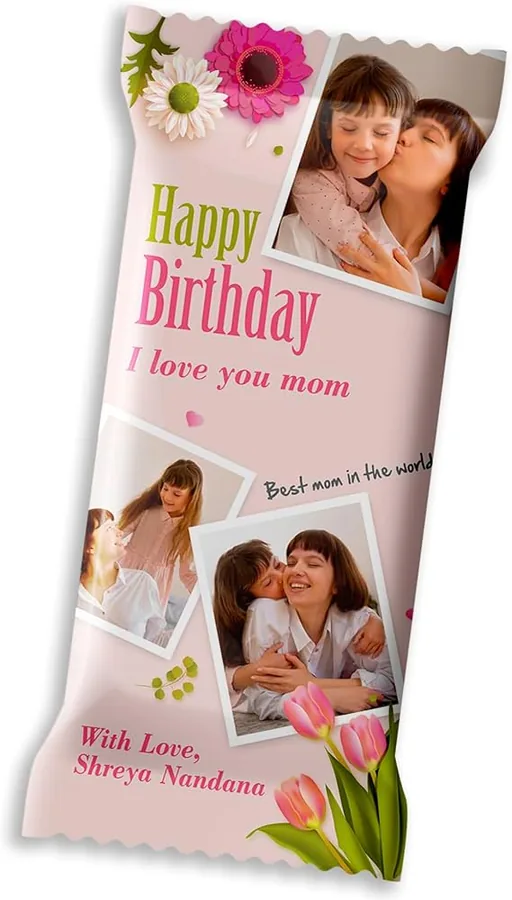 Happy
Birthday
I love you mom
Best mom in the world
With Love,
Shreya Nandana